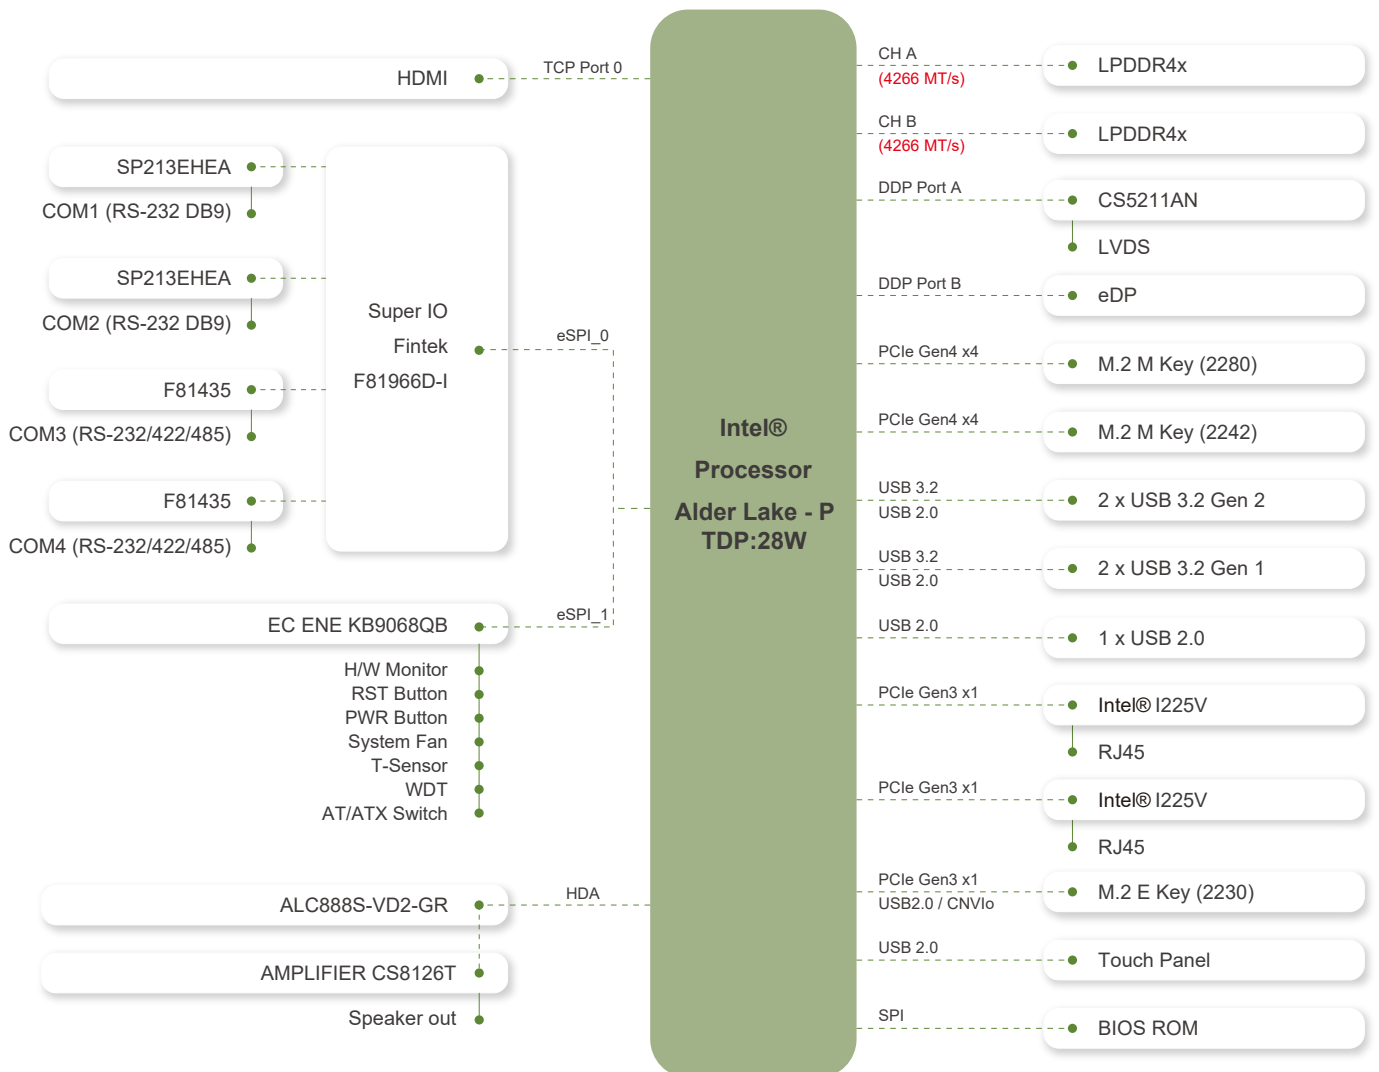 HDMI
TCP Port 0
SP213EHEA
COM1 (RS-232 DB9)
SP213EHEA
COM2 (RS-232 DB9)
F81435
COM3 (RS-232/422/485)
F81435
COM4 (RS-232/422/485)
Super IO
Fintek
F81966D-I
eSPI_0
EC ENE KB9068QB
eSPI_1
H/W Monitor
RST Button
PWR Button
System Fan
T-Sensor
WDT
AT/ATX Switch
ALC888S-VD2-GR
HDA
AMPLIFIER CS8126T
Speaker out
Intel®
Processor
Alder Lake - P
TDP:28W
CH A
(4266 MT/s)
LPDDR4x
CH B
(4266 MT/s)
LPDDR4x
DDP Port A
CS5211AN
LVDS
DDP Port B
eDP
PCIe Gen4 x4
M.2 M Key (2280)
PCIe Gen4 x4
M.2 M Key (2242)
USB 3.2
USB 2.0
2 x USB 3.2 Gen 2
USB 3.2
USB 2.0
2 x USB 3.2 Gen 1
USB 2.0
1 x USB 2.0
PCIe Gen3 x1
Intel® I225V
RJ45
PCIe Gen3 x1
Intel® I225V
RJ45
PCIe Gen3 x1
USB2.0 / CNVIo
M.2 E Key (2230)
USB 2.0
Touch Panel
SPI
BIOS ROM